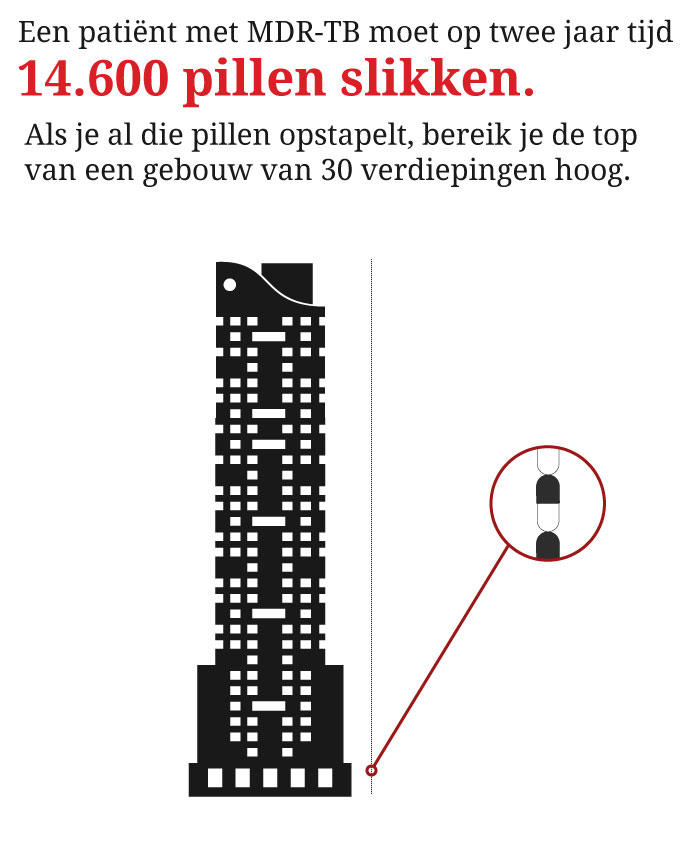 Een patiënt met MDR-TB moet op twee jaar tijd
14.600 pillen slikken.
Als je al die pillen opstapelt, bereik je de top
van een gebouw van 30 verdiepingen hoog.